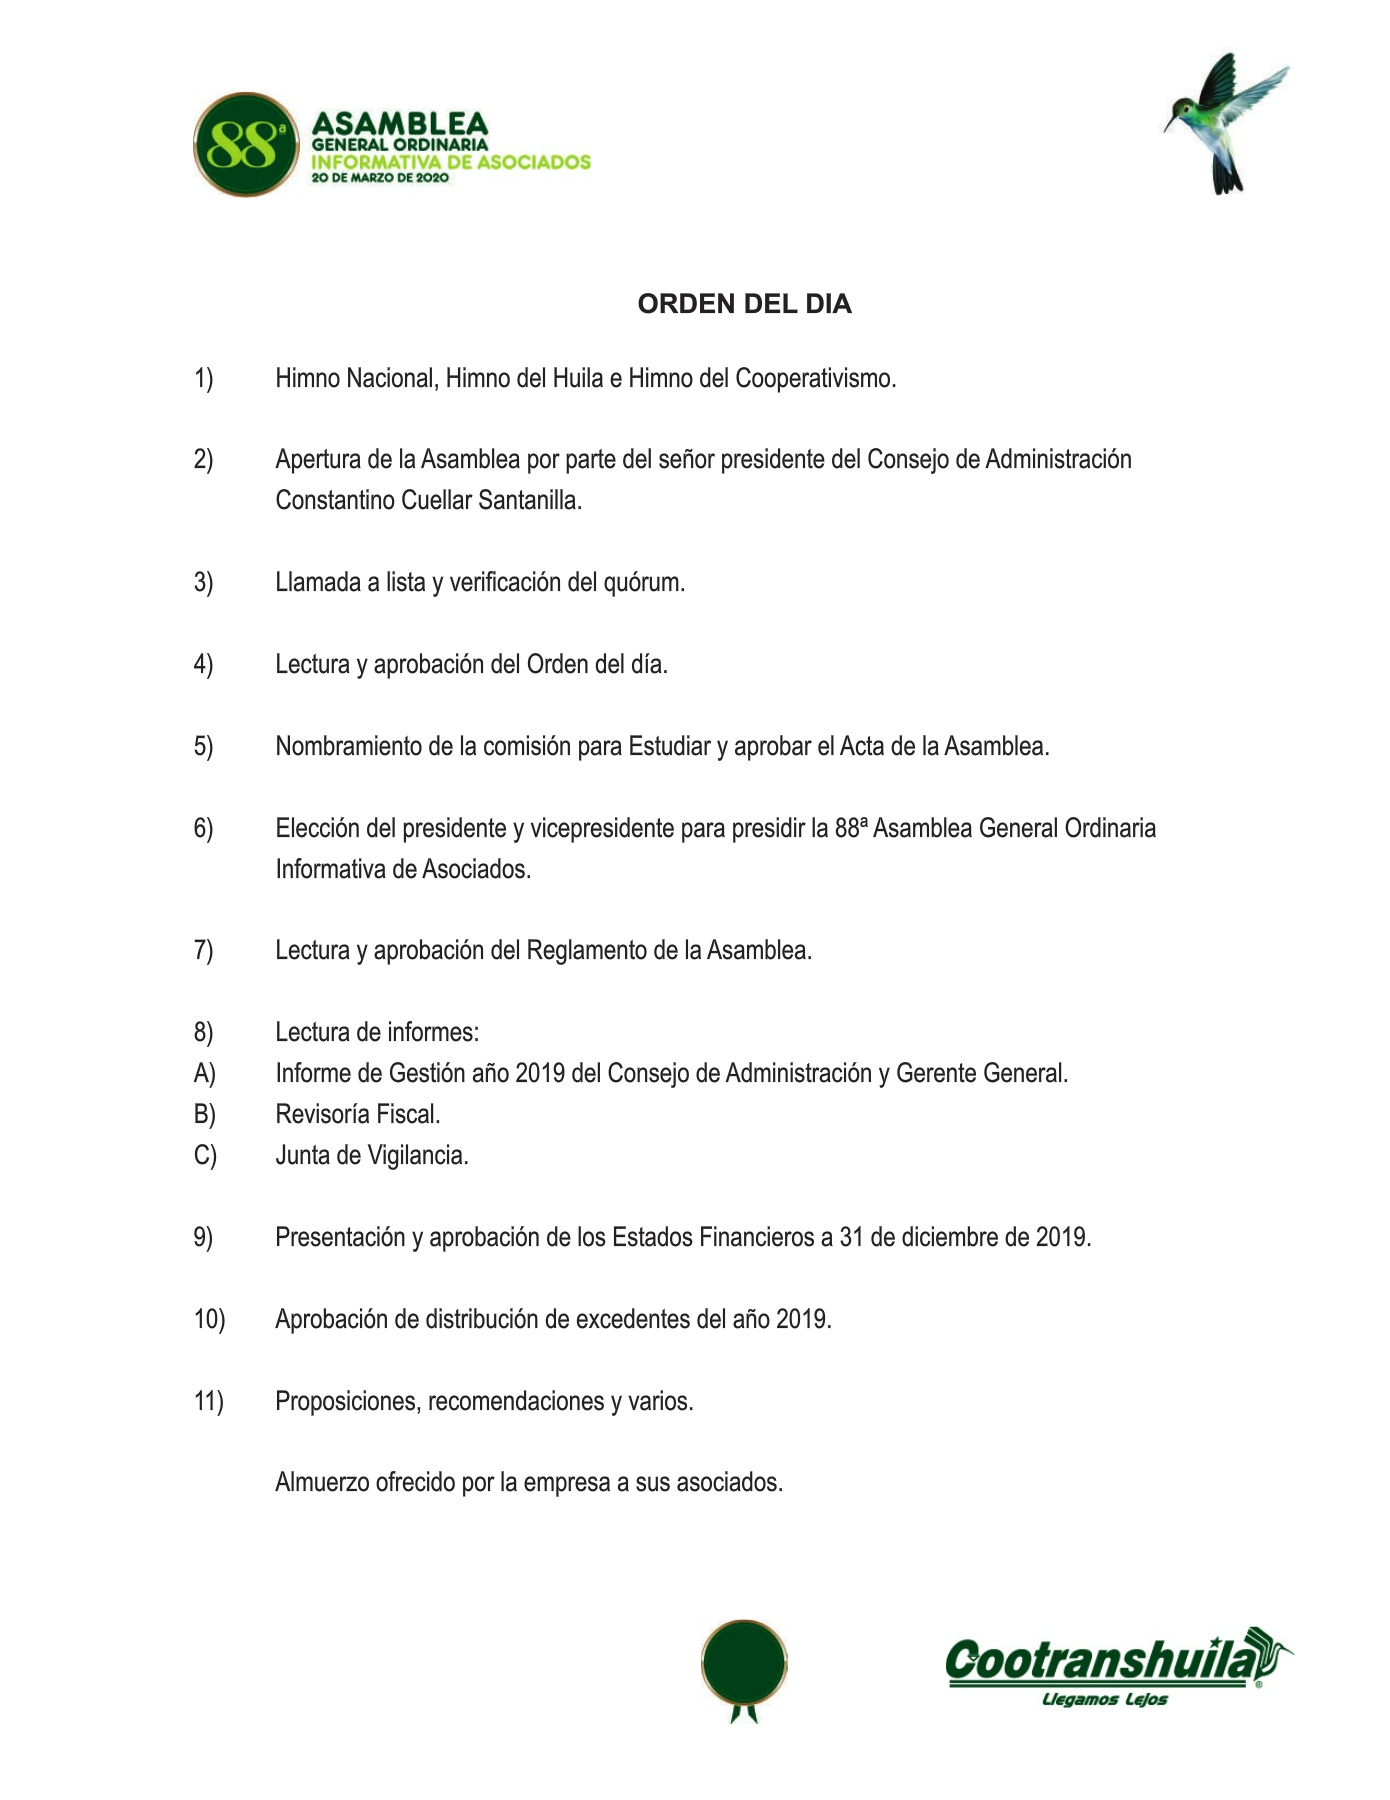 88ª
ASAMBLEA
GENERAL ORDINARIA
INFORMATIVA DE ASOCIADOS
20 DE MARZO DE 2020
ORDEN DEL DIA
1) Himno Nacional, Himno del Huila e Himno del Cooperativismo.
2) Apertura de la Asamblea por parte del señor presidente del Consejo de Administración
Constantino Cuellar Santanilla.
3) Llamada a lista y verificación del quórum.
4) Lectura y aprobación del Orden del día.
5) Nombramiento de la comisión para Estudiar y aprobar el Acta de la Asamblea.
6) Elección del presidente y vicepresidente para presidir la 88ª Asamblea General Ordinaria
Informativa de Asociados.
7) Lectura y aprobación del Reglamento de la Asamblea.
8) Lectura de informes:
A) Informe de Gestión año 2019 del Consejo de Administración y Gerente General.
B) Revisoría Fiscal.
C) Junta de Vigilancia.
9) Presentación y aprobación de los Estados Financieros a 31 de diciembre de 2019.
10) Aprobación de distribución de excedentes del año 2019.
11) Proposiciones, recomendaciones y varios.
Almuerzo ofrecido por la empresa a sus asociados.
Cootranshuila®
Llegamos Lejos